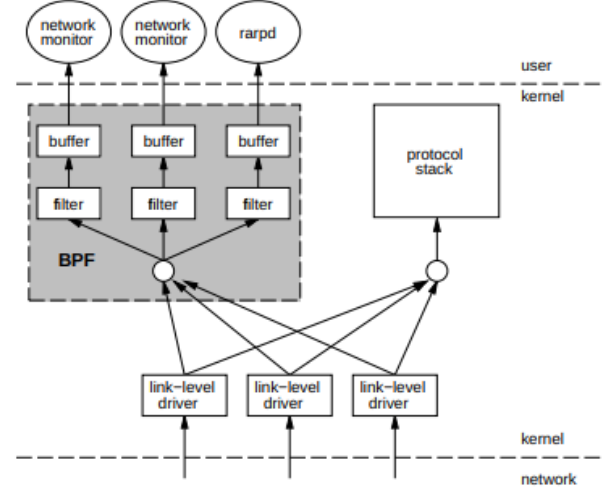 network
monitor
network
monitor
rarpd
user
kernel
buffer
buffer
buffer
protocol
stack
filter
filter
filter
BPF
link-level
driver
link-level
driver
link-level
driver
kernel
network